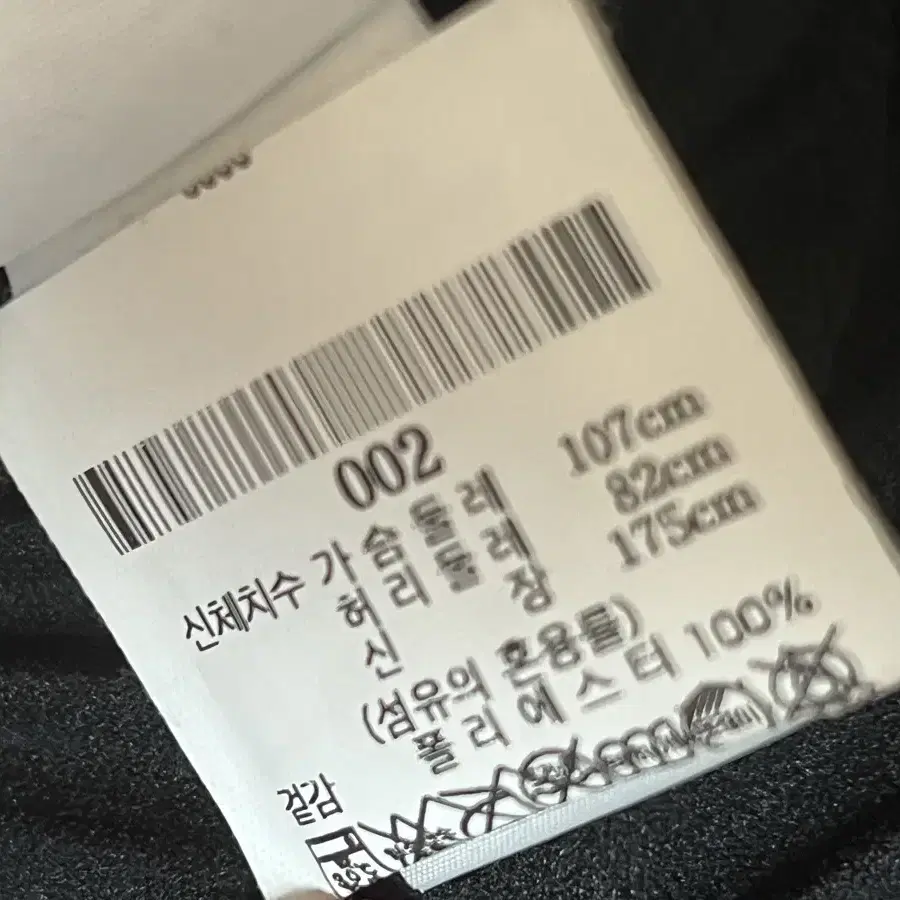 002
신체치수 가슴둘레 107cm
허리둘레 82cm
신장 175cm
(섬유의 혼용률)
겉감 폴리에스터 100%